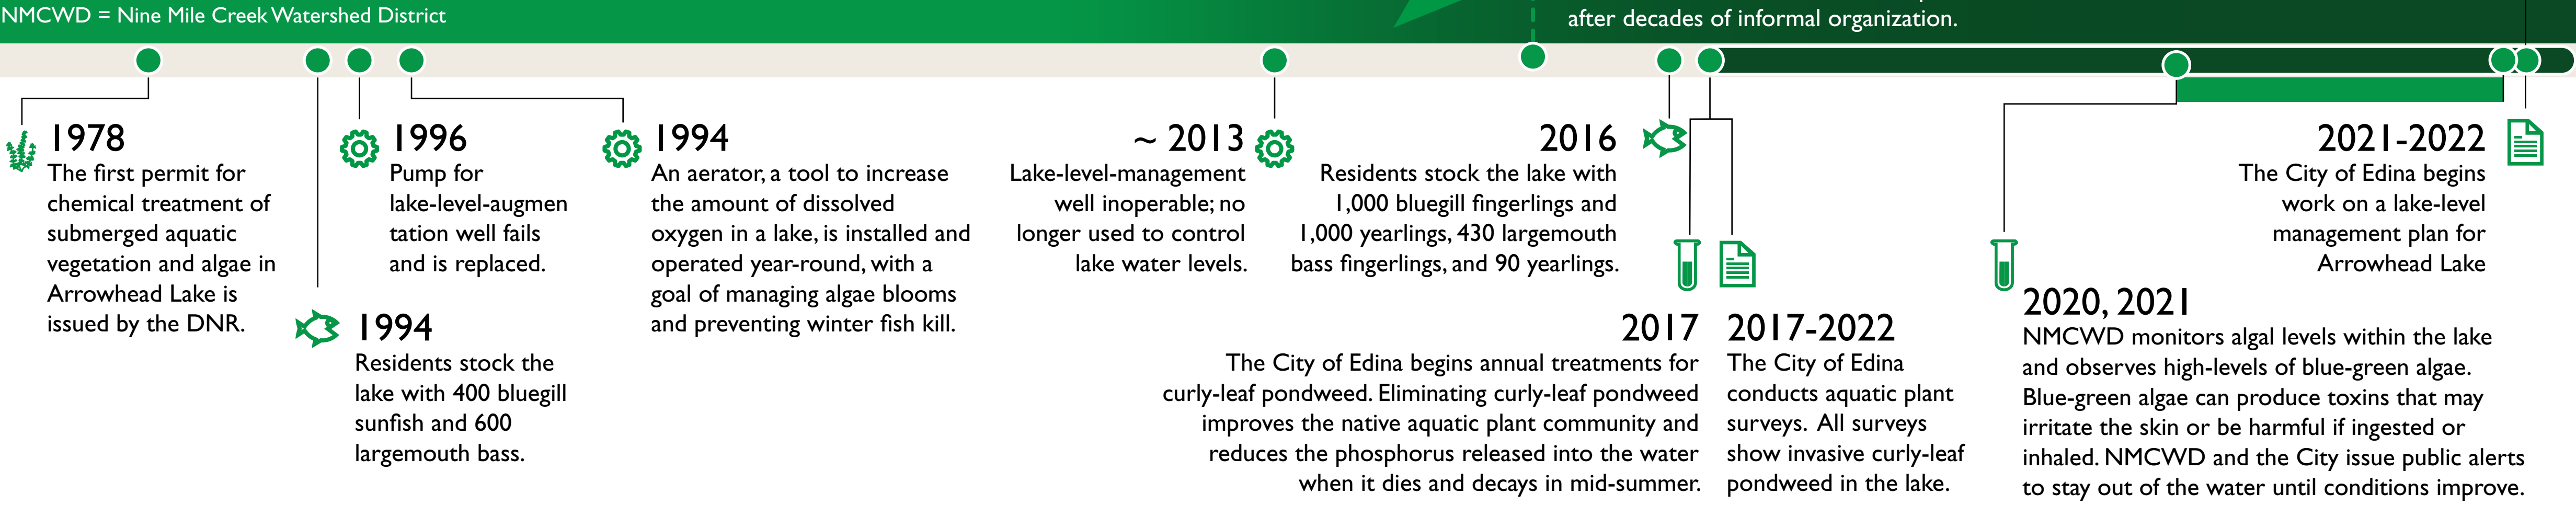 NMCWD = Nine Mile Creek Watershed District
after decades of informal organization.
1978
The first permit for
chemical treatment of
submerged aquatic
vegetation and algae in
Arrowhead Lake is
issued by the DNR.
1994
Residents stock the
lake with 400 bluegill
sunfish and 600
largemouth bass.
1996
Pump for
lake-level-augmen
tation well fails
and is replaced.
1994
An aerator, a tool to increase
the amount of dissolved
oxygen in a lake, is installed and
operated year-round, with a
goal of managing algae blooms
and preventing winter fish kill.
~ 2013
Lake-level-management
well inoperable; no
longer used to control
lake water levels.
2016
Residents stock the lake with
1,000 bluegill fingerlings and
1,000 yearlings, 430 largemouth
bass fingerlings, and 90 yearlings.
2017
The City of Edina begins annual treatments for
curly-leaf pondweed. Eliminating curly-leaf pondweed
improves the native aquatic plant community and
reduces the phosphorus released into the water
when it dies and decays in mid-summer.
2017-2022
The City of Edina
conducts aquatic plant
surveys. All surveys
show invasive curly-leaf
pondweed in the lake.
2020, 2021
NMCWD monitors algal levels within the lake
and observes high-levels of blue-green algae.
Blue-green algae can produce toxins that may
irritate the skin or be harmful if ingested or
inhaled. NMCWD and the City issue public alerts
to stay out of the water until conditions improve.
2021-2022
The City of Edina begins
work on a lake-level
management plan for
Arrowhead Lake